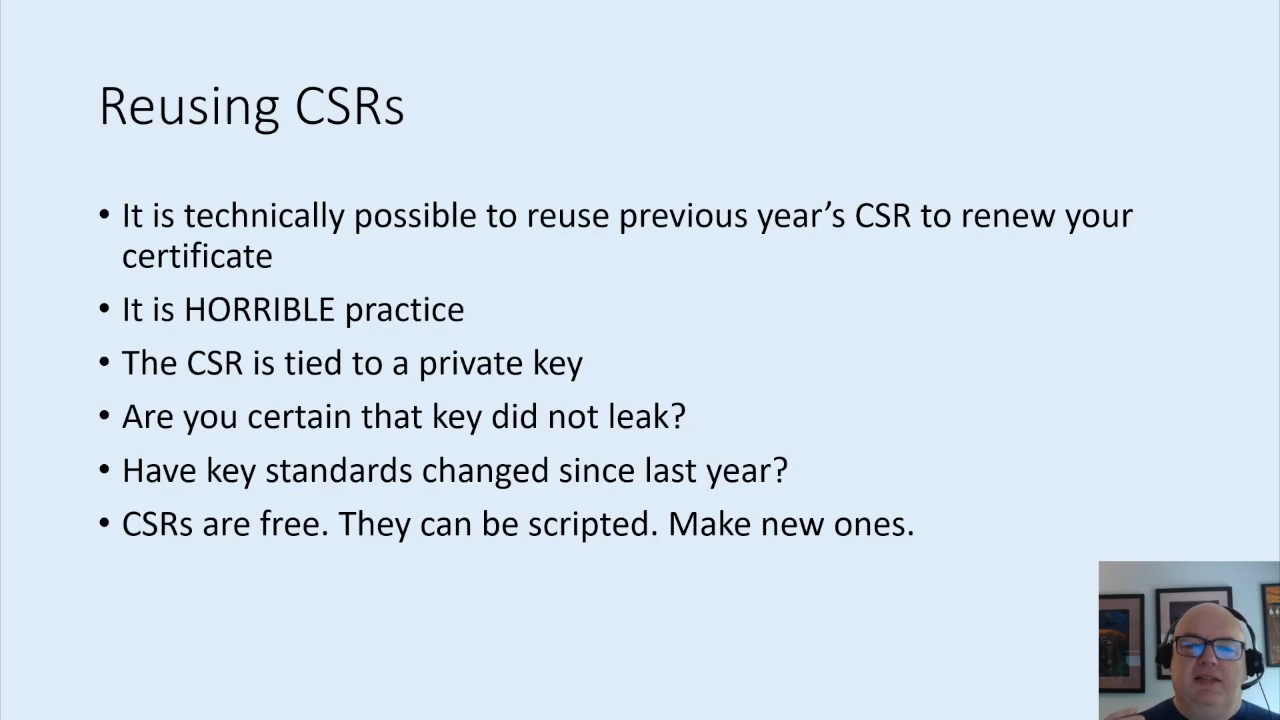 Reusing CSRs
• It is technically possible to reuse previous year’s CSR to renew your
certificate
• It is HORRIBLE practice
• The CSR is tied to a private key
• Are you certain that key did not leak?
• Have key standards changed since last year?
• CSRs are free. They can be scripted. Make new ones.